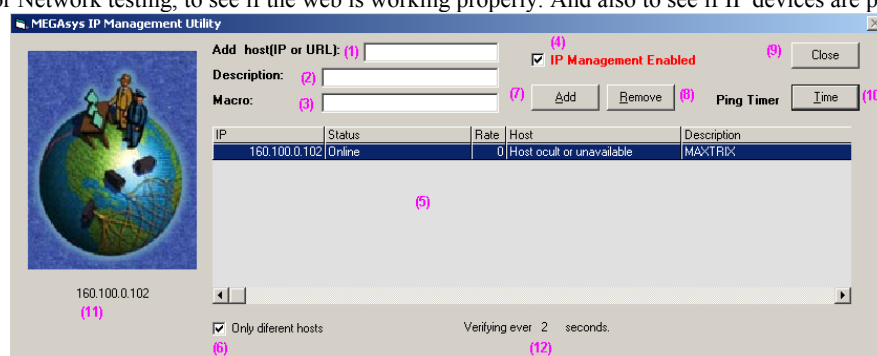 or Network testing, to see if the web is working properly. And also to see if IP devices are p
MEGAsys IP Management Utility
Add host(IP or URL): (1)
(4)
IP Management Enabled
(9)
Close
Description: (2)
Macro: (3)
(7)
Add
Remove
(8)
Ping Timer
Time
(10
IP Status Rate Host Description
160.100.0.102 Online 0 Host ocult or unavailable MAXTRIX
(5)
160.100.0.102
(11)
Only diferent hosts
(6)
Verifying ever 2 seconds.
(12)